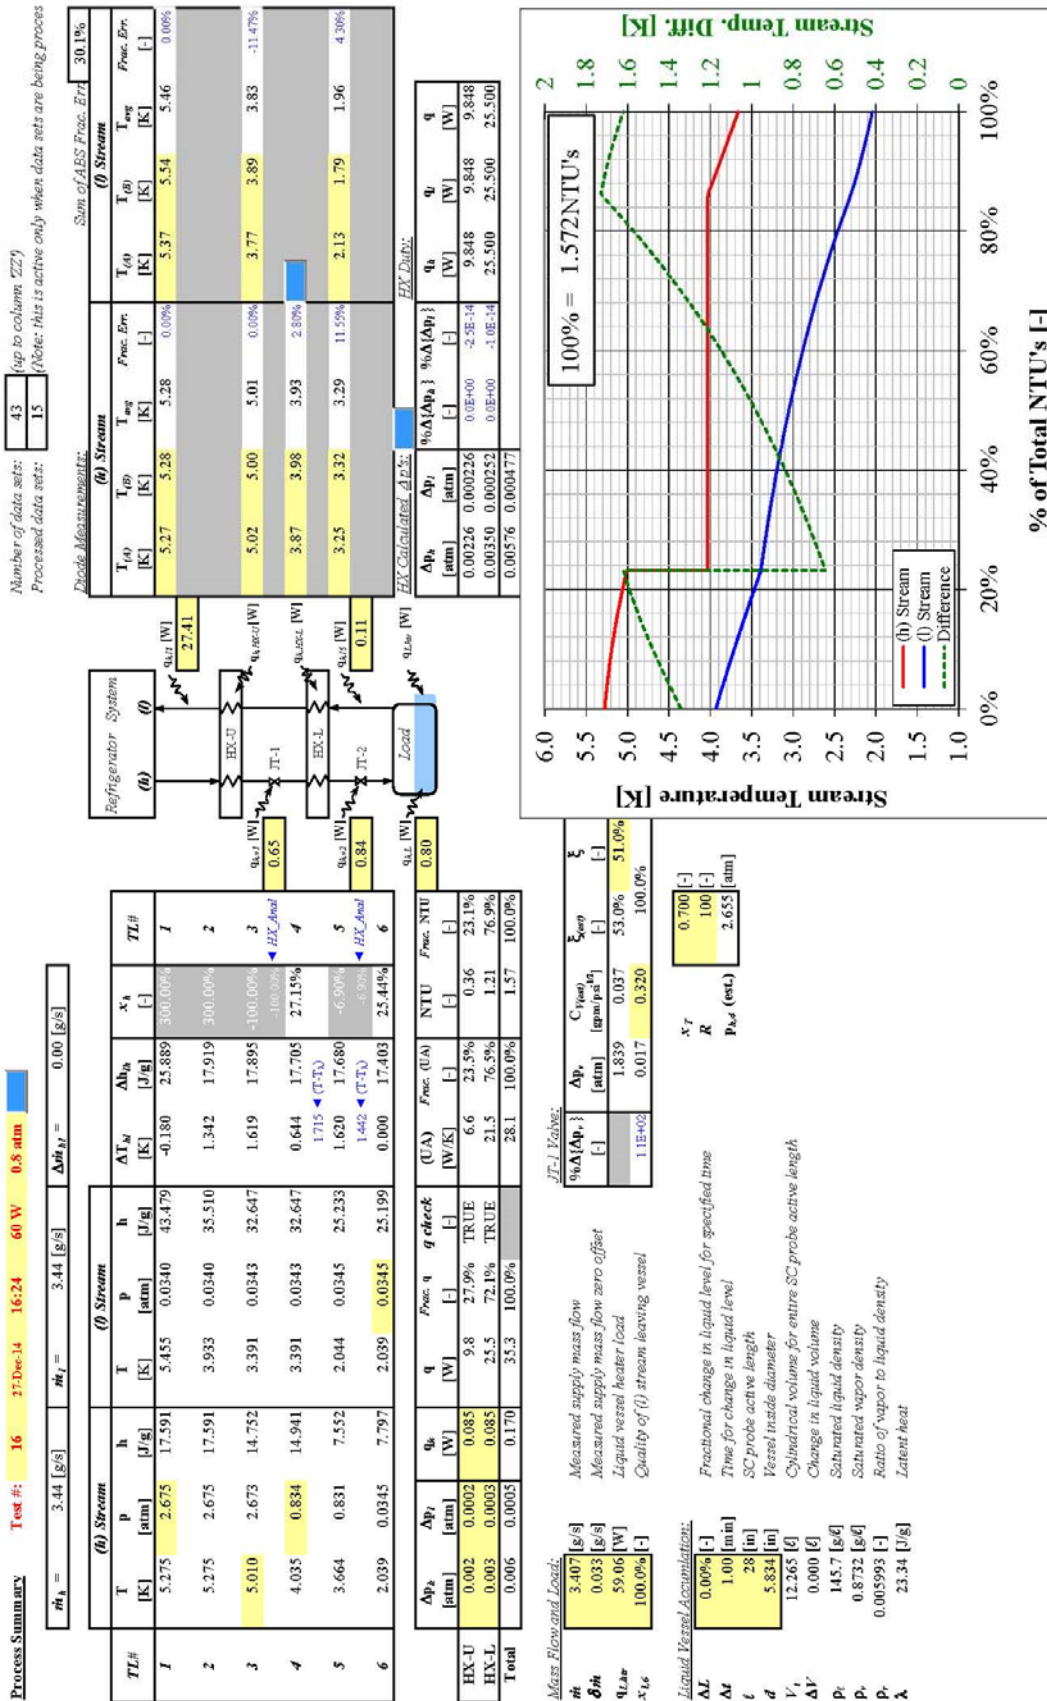 Process Summary Test #: 16 27-Dec-14 16:24 60 W 0.8 atm
ṁh = 3.44 [g/s] ṁl = 3.44 [g/s] Δṁhl = 0.00 [g/s]
(h) Stream (l) Stream
TL# T p h T p h ΔThl Δhlh xh TL#
[K] [atm] [J/g] [K] [atm] [J/g] [K] [J/g] [-]
1 5.275 2.675 17.591 5.455 0.0340 43.479 -0.180 25.889 300.00% 1
2 5.275 2.675 17.591 3.933 0.0340 35.510 1.342 17.919 300.00% 2
3 5.010 2.673 14.752 3.391 0.0343 32.647 1.619 17.895 -100.00% 3
-100.00% ◄ HX_Anal
4 4.035 0.834 14.941 3.391 0.0343 32.647 0.644 17.705 27.15% 4
1.715 ◄ (T-Tλ)
5 3.664 0.831 7.552 2.044 0.0345 25.233 1.620 17.680 -6.90% 5
1.442 ◄ (T-Tλ) -6.90% ◄ HX_Anal
6 2.039 0.0345 7.797 2.039 0.0345 25.199 0.000 17.403 25.44% 6
Δph Δpl qk q Frac. q q check (UA) Frac (UA) NTU Frac. NTU
[atm] [atm] [W] [W] [-] [-] [W/K] [-] [-] [-]
HX-U 0.002 0.0002 0.085 9.8 27.9% TRUE 6.6 23.5% 0.36 23.1%
HX-L 0.003 0.0003 0.085 25.5 72.1% TRUE 21.5 76.5% 1.21 76.9%
Total 0.006 0.0005 0.170 35.3 100.0% 28.1 100.0% 1.57 100.0%
Mass Flow and Load:
ṁ 3.407 [g/s] Measured supply mass flow
δṁ 0.033 [g/s] Measured supply mass flow zero offset
qL,htr 59.06 [W] Liquid vessel heater load
xl,6 100.0% [-] Quality of (l) stream leaving vessel
Liquid Vessel Accumlation:
ΔL 0.00% [-] Fractional change in liquid level for specified time
Δt 1.00 [min] Time for change in liquid level
ℓ 28 [in] SC probe active length
d 5.834 [in] Vessel inside diameter
Vt 12.265 [ℓ] Cylindrical volume for entire SC probe active length
ΔV 0.000 [ℓ] Change in liquid volume
ρℓ 145.7 [g/ℓ] Saturated liquid density
ρv 0.8732 [g/ℓ] Saturated vapor density
ρr 0.005993 [-] Ratio of vapor to liquid density
λ 23.34 [J/g] Latent heat
JT-1 Valve:
%Δ{Δpv} Δpv CV(est) ξv(est) ξ
[-] [atm] [gpm/psi^1/2] [-] [-]
1.839 0.037 53.0% 51.0%
1.1E+02 0.017 0.320 100.0%
xT 0.700 [-]
R 100 [-]
ph,4 (est.) 2.655 [atm]
Refrigerator System
(h) (l)
qk,l1 [W]
27.41
HX-U
qk,HX-U [W]
qk,v1 [W]
0.65
JT-1
HX-L
qk,HX-L [W]
qk,v2 [W]
0.84
JT-2
qk,l5 [W]
0.11
Load
qk,L [W]
0.80
qL,htr [W]
Number of data sets: 43 (up to column 'ZZ')
Processed data sets: 15 (Note: this is active only when data sets are being proces
Diode Measurements: Sum of ABS Frac. Err 30.1%
(h) Stream (l) Stream
T(A) T(B) Tavg Frac. Err. T(A) T(B) Tavg Frac. Err.
[K] [K] [K] [-] [K] [K] [K] [-]
5.27 5.28 5.28 0.00% 5.37 5.54 5.46 0.00%
5.02 5.00 5.01 0.00% 3.77 3.89 3.83 -11.47%
3.87 3.98 3.93 2.80%
3.25 3.32 3.29 11.55% 2.13 1.79 1.96 4.30%
HX Calculated Δp's: HX Duty:
Δph Δpl %Δ{Δph} %Δ{Δpl} qh ql q
[atm] [atm] [-] [-] [W] [W] [W]
0.00226 0.000226 0.0E+00 -2.5E-14 9.848 9.848 9.848
0.00350 0.000252 0.0E+00 -1.0E-14 25.500 25.500 25.500
0.00576 0.000477
100% = 1.572NTU's
Stream Temperature [K]
6.0
5.5
5.0
4.5
4.0
3.5
3.0
2.5
2.0
1.5
1.0
Stream Temp. Diff. [K]
2
1.8
1.6
1.4
1.2
1
0.8
0.6
0.4
0.2
0
(h) Stream
(l) Stream
Difference
0% 20% 40% 60% 80% 100%
% of Total NTU's [-]